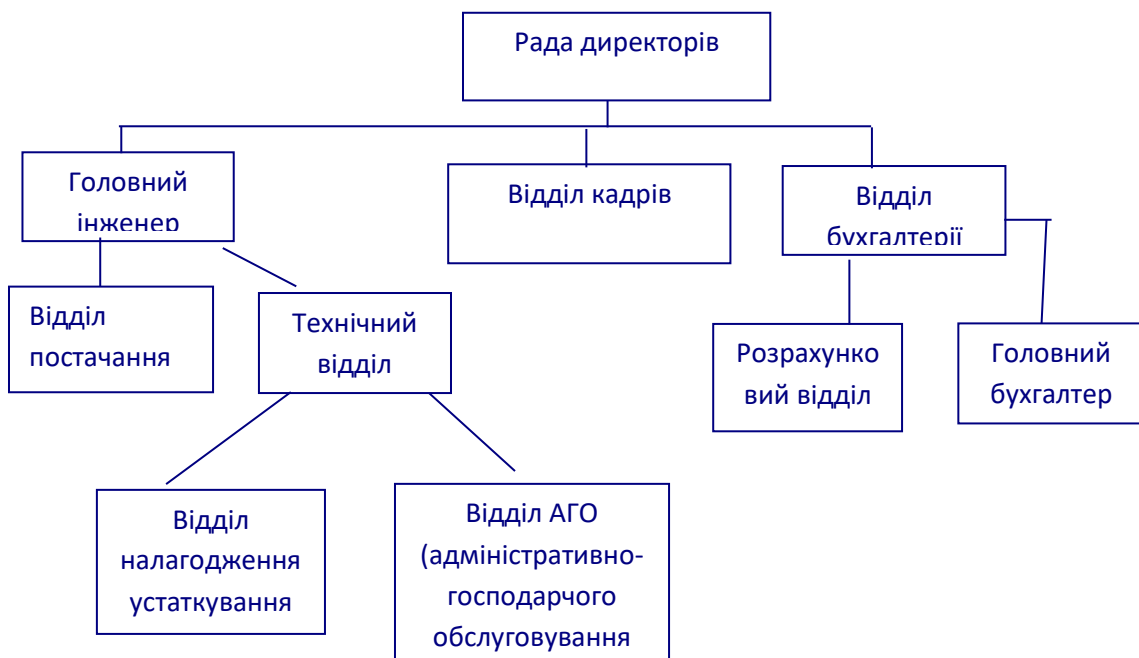 Рада директорів
Головний
інженер
Відділ кадрів
Відділ
бухгалтерії
Відділ
постачання
Технічний
відділ
Розрахунко
вий відділ
Головний
бухгалтер
Відділ
налагодження
устаткування
Відділ АГО
(адміністративно-
господарчого
обслуговування